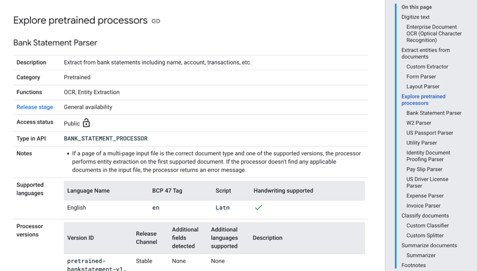 Explore pretrained processors
Bank Statement Parser
Description Extract from bank statements including name, account, transactions, etc.
Category Pretrained
Functions OCR, Entity Extraction
Release stage General availability
Access status Public
Type in API BANK_STATEMENT_PROCESSOR
Notes • If a page of a multi-page input file is the correct document type and one of the supported versions, the processor
performs entity extraction on the first supported document. If the processor doesn't find any applicable
documents in the input file, the processor returns an error message.
Supported
languages
Language Name BCP 47 Tag Script Handwriting supported
English en Latn
Processor
versions
Version ID Release
Channel Additional
fields
detected Additional
languages
supported Description
pretrained-
bankstatement-v1.
Stable None None
On this page
Digitize text
Enterprise Document
OCR (Optical Character
Recognition)
Extract entities from
documents
Custom Extractor
Form Parser
Layout Parser
Explore pretrained
processors
Bank Statement Parser
W2 Parser
US Passport Parser
Utility Parser
Identity Document
Proofing Parser
Pay Slip Parser
US Driver License
Parser
Expense Parser
Invoice Parser
Classify documents
Custom Classifier
Custom Splitter
Summarize documents
Summarizer
Footnotes